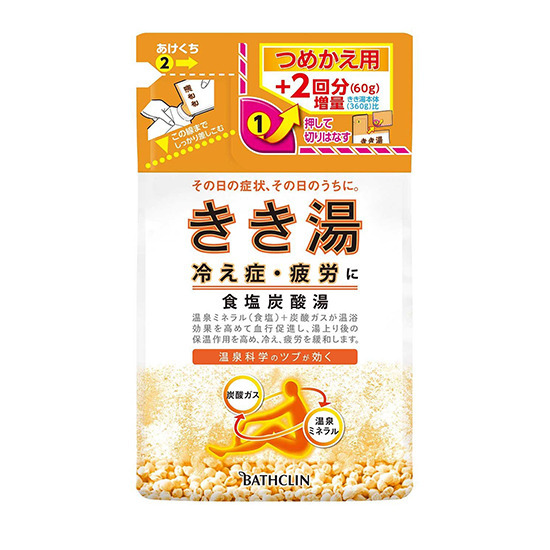 あけくち
2
この線まで
しっかり差しこむ
つめかえ用
+2回分(60g)
増量 きき湯本体
(360g)比
1
押して
切りはなす
きき湯
その日の症状、その日のうちに。
きき湯
冷え症・疲労に
食塩炭酸湯
温泉ミネラル(食塩)+炭酸ガスが温浴
効果を高めて血行促進し、湯上り後の
保温作用を高め、冷え、疲労を緩和します。
温泉科学のツブが効く
炭酸ガス
温泉
ミネラル
BATHCLIN